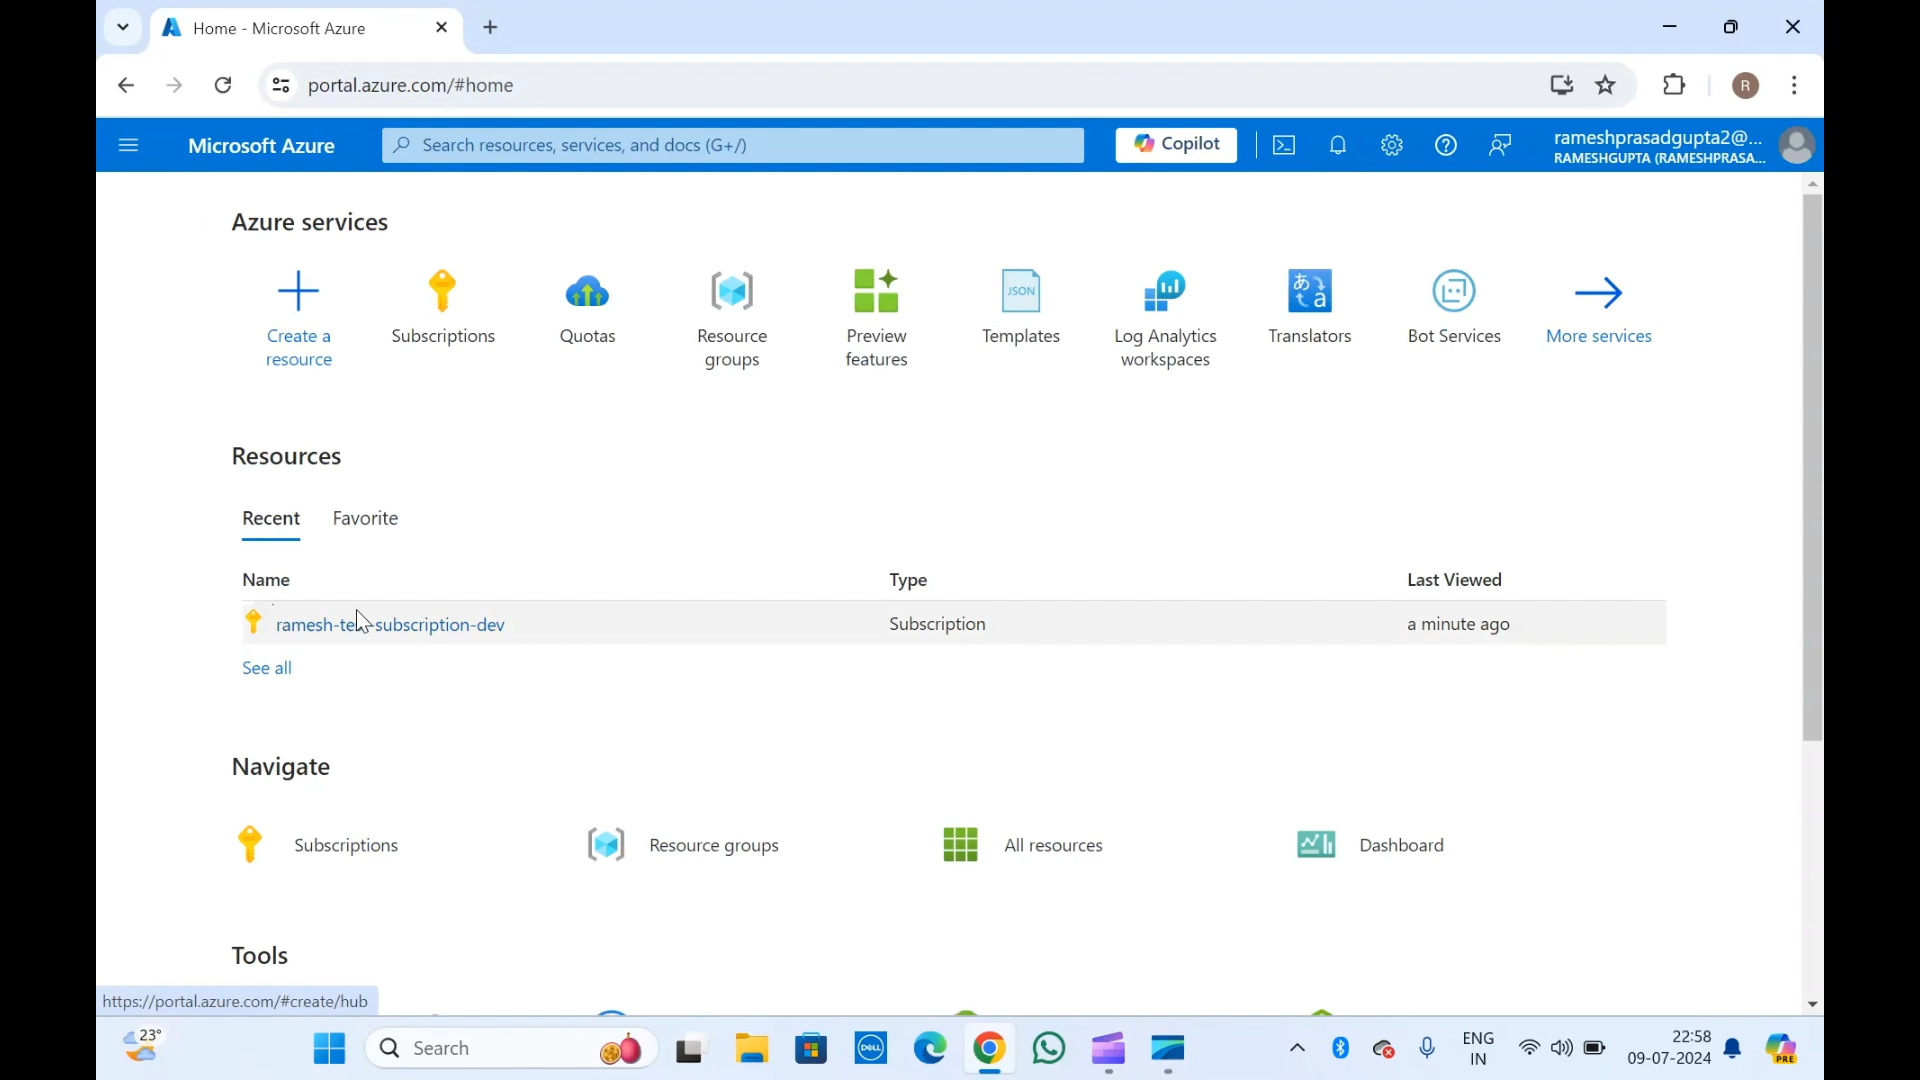 Home - Microsoft Azure
portal.azure.com/#home
R
Microsoft Azure
Search resources, services, and docs (G+/)
Copilot
rameshprasadgupta2@...
RAMESHGUPTA (RAMESHPRASA...
Azure services
Create a
resource
Subscriptions
Quotas
Resource
groups
Preview
features
JSON
Templates
Log Analytics
workspaces
あ
a
Translators
Bot Services
More services
Resources
Recent
Favorite
Name
Type
Last Viewed
-subscription-dev
Subscription
a minute ago
See all
Navigate
Subscriptions
Resource groups
All resources
Dashboard
Tools
https://portal.azure.com/#create/hub
23°
Search
DELL
ENG
IN
22:58
09-07-2024
PRE